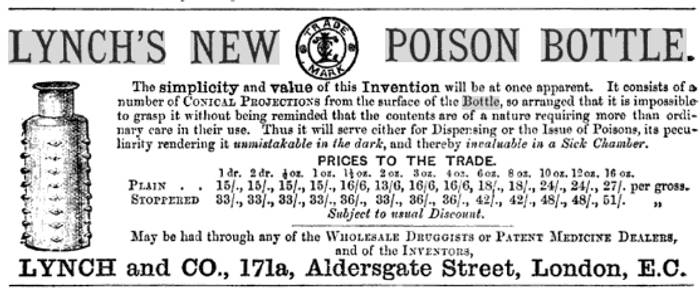 LYNCH'S NEW POISON BOTTLE.
TRADE
MARK
The simplicity and value of this Invention will be at once apparent. It consists of a
number of CONICAL PROJECTIONS from the surface of the Bottle, so arranged that it is impossible
to grasp it without being reminded that the contents are of a nature requiring more than ordi-
nary care in their use. Thus it will serve either for Dispensing or the Issue of Poisons, its pecu-
liarity rendering it unmistakable in the dark, and thereby invaluable in a Sick Chamber.
PRICES TO THE TRADE.
1 dr. 2 dr. ½oz. 1 oz. 1½oz. 2 oz. 3 oz. 4 oz. 6 oz. 8 oz. 10 oz. 12 oz. 16 oz.
PLAIN . . 15/., 15/., 15/., 15/., 16/6, 13/6, 16/6, 16/6, 18/., 18/., 24/., 24/., 27/. per gross.
STOPPERED 33/., 33/., 33/., 33/., 36/., 33/., 36/., 36/., 42/., 42/., 48/., 48/., 51/. „
Subject to usual Discount.
May be had through any of the WHOLESALE DRUGGISTS or PATENT MEDICINE DEALERS,
and of the INVENTORS,
LYNCH and CO., 171a, Aldersgate Street, London, E.C.